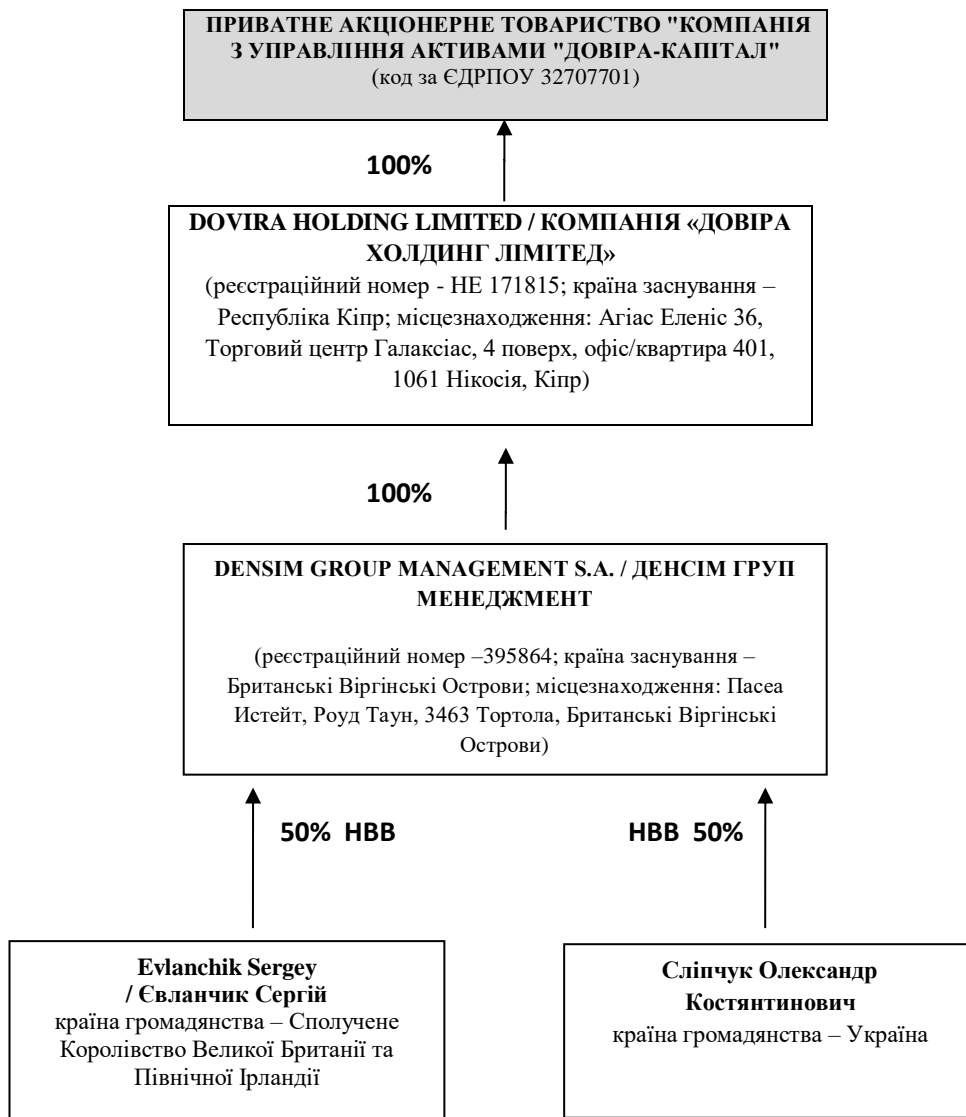 ПРИВАТНЕ АКЦІОНЕРНЕ ТОВАРИСТВО "КОМПАНІЯ
З УПРАВЛІННЯ АКТИВАМИ "ДОВІРА-КАПІТАЛ"
(код за ЄДРПОУ 32707701)
100%
DOVIRA HOLDING LIMITED / КОМПАНІЯ «ДОВІРА
ХОЛДИНГ ЛІМІТЕД»
(реєстраційний номер - НЕ 171815; країна заснування –
Республіка Кіпр; місцезнаходження: Агіас Еленіс 36,
Торговий центр Галаксіас, 4 поверх, офіс/квартира 401,
1061 Нікосія, Кіпр)
100%
DENSIM GROUP MANAGEMENT S.A. / ДЕНСІМ ГРУП
МЕНЕДЖМЕНТ
(реєстраційний номер –395864; країна заснування –
Британські Віргінські Острови; місцезнаходження: Пасеа
Истейт, Роуд Таун, 3463 Тортола, Британські Віргінські
Острови)
50% НВВ
НВВ 50%
Evlanchik Sergey
/ Євланчик Сергій
країна громадянства – Сполучене
Королівство Великої Британії та
Північної Ірландії
Сліпчук Олександр
Костянтинович
країна громадянства – Україна